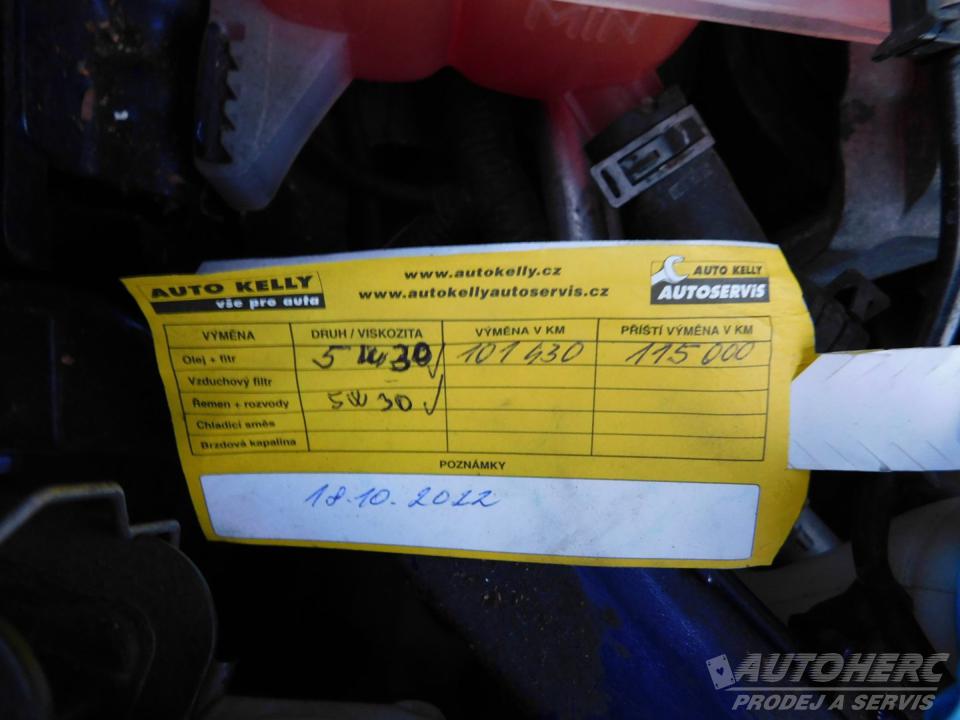 MIN
AUTO KELLY
vše pro auta
www.autokelly.cz
www.autokellyautoservis.cz
AUTO KELLY
AUTOSERVIS
VÝMĚNA DRUH / VISKOZITA VÝMĚNA V KM PŘÍŠTÍ VÝMĚNA V KM
Olej + filtr 5W30 101 430 115 000
Vzduchový filtr
Řemen + rozvody 5W30
Chladící směs
Brzdová kapalina
POZNÁMKY
18.10.2022
AUTOHERC
PRODEJ A SERVIS